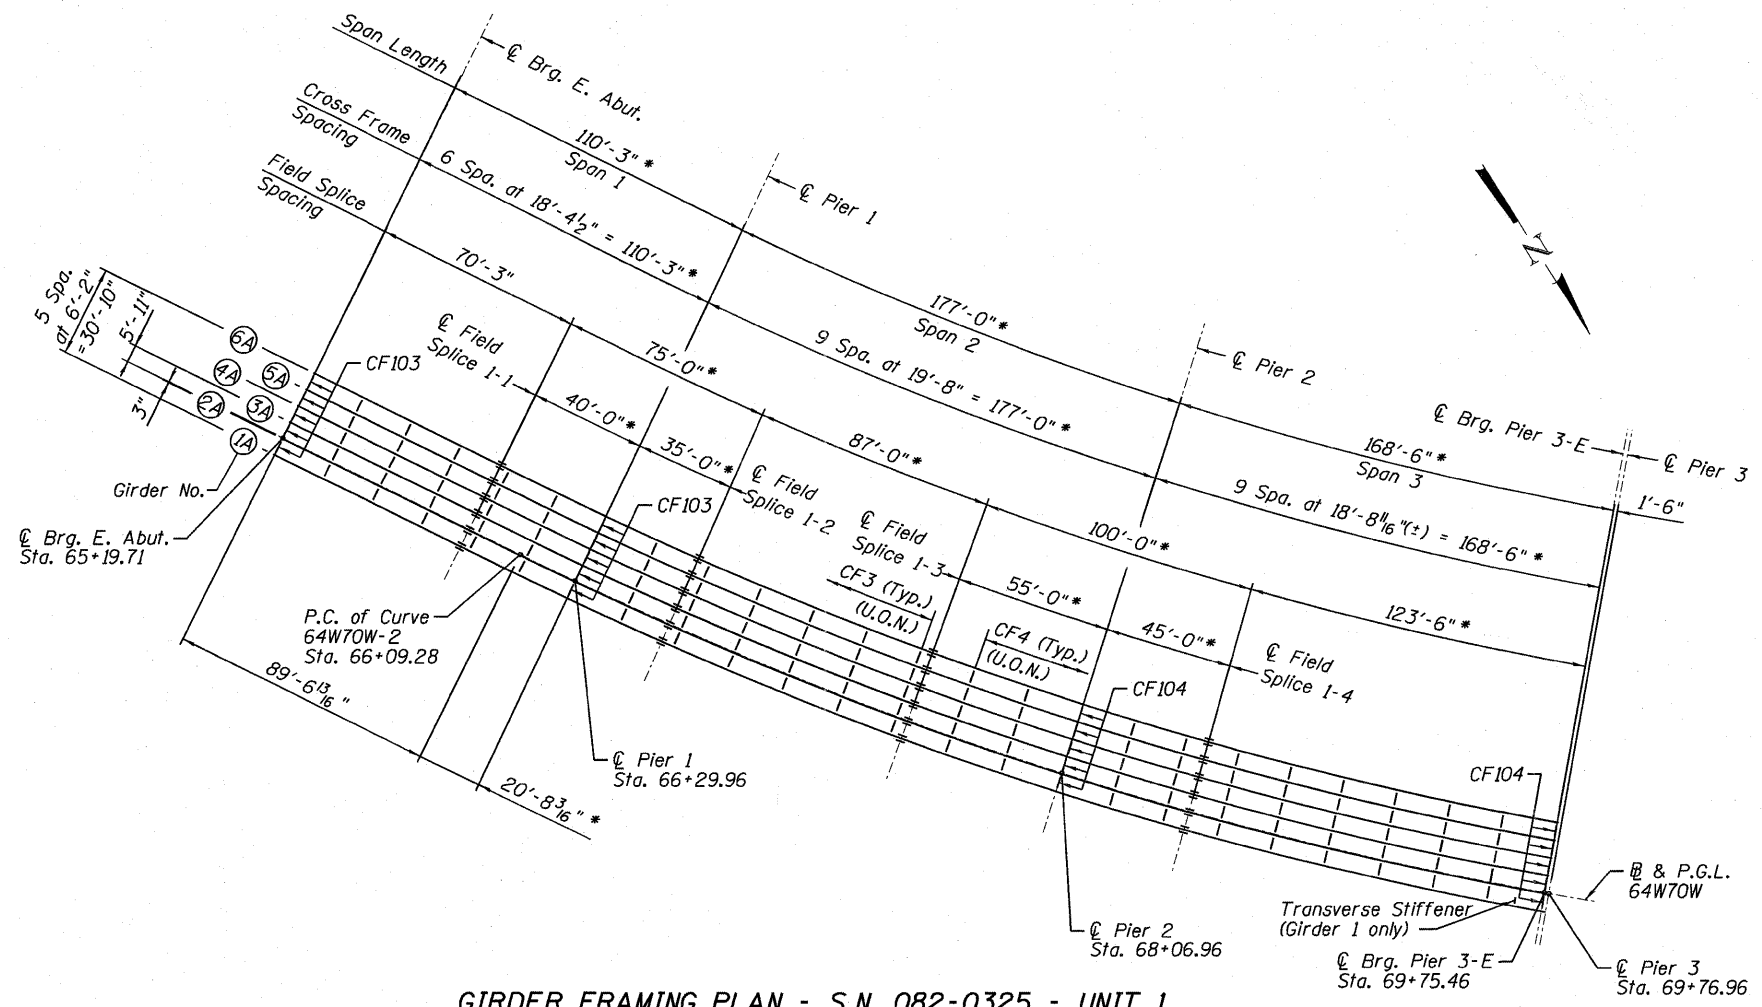 Span Length
℄ Brg. E. Abut.
Cross Frame
Spacing
110'-3" *
Span 1
Field Splice
Spacing
6 Spa. at 18'-4½" = 110'-3" *
℄ Pier 1
70'-3"
177'-0" *
Span 2
℄ Pier 2
5 Spa.
at 6'-2"
=30'-10"
5'-11"
3"
6A
5A
4A
3A
2A
1A
CF103
℄ Field
Splice 1-1
75'-0" *
9 Spa. at 19'-8" = 177'-0" *
168'-6" *
Span 3
℄ Brg. Pier 3-E
℄ Pier 3
1'-6"
N
40'-0" *
35'-0" *
87'-0" *
℄ Field
Splice 1-2
9 Spa. at 18'-8 11/16" (±) = 168'-6" *
Girder No.
℄ Brg. E. Abut.
Sta. 65+19.71
CF103
℄ Field
Splice 1-3
100'-0" *
CF3 (Typ.)
(U.O.N.)
55'-0" *
45'-0" *
123'-6" *
CF4 (Typ.)
(U.O.N.)
℄ Field
Splice 1-4
P.C. of Curve
64W70W-2
Sta. 66+09.28
89'-6 13/16"
CF104
℄ Pier 1
Sta. 66+29.96
20'-8 3/16" *
CF104
℄ Pier 2
Sta. 68+06.96
Transverse Stiffener
(Girder 1 only)
℄ Brg. Pier 3-E
Sta. 69+75.46
BL & P.G.L.
64W70W
℄ Pier 3
Sta. 69+76.96
GIRDER FRAMING PLAN - S.N. 082-0325 - UNIT 1